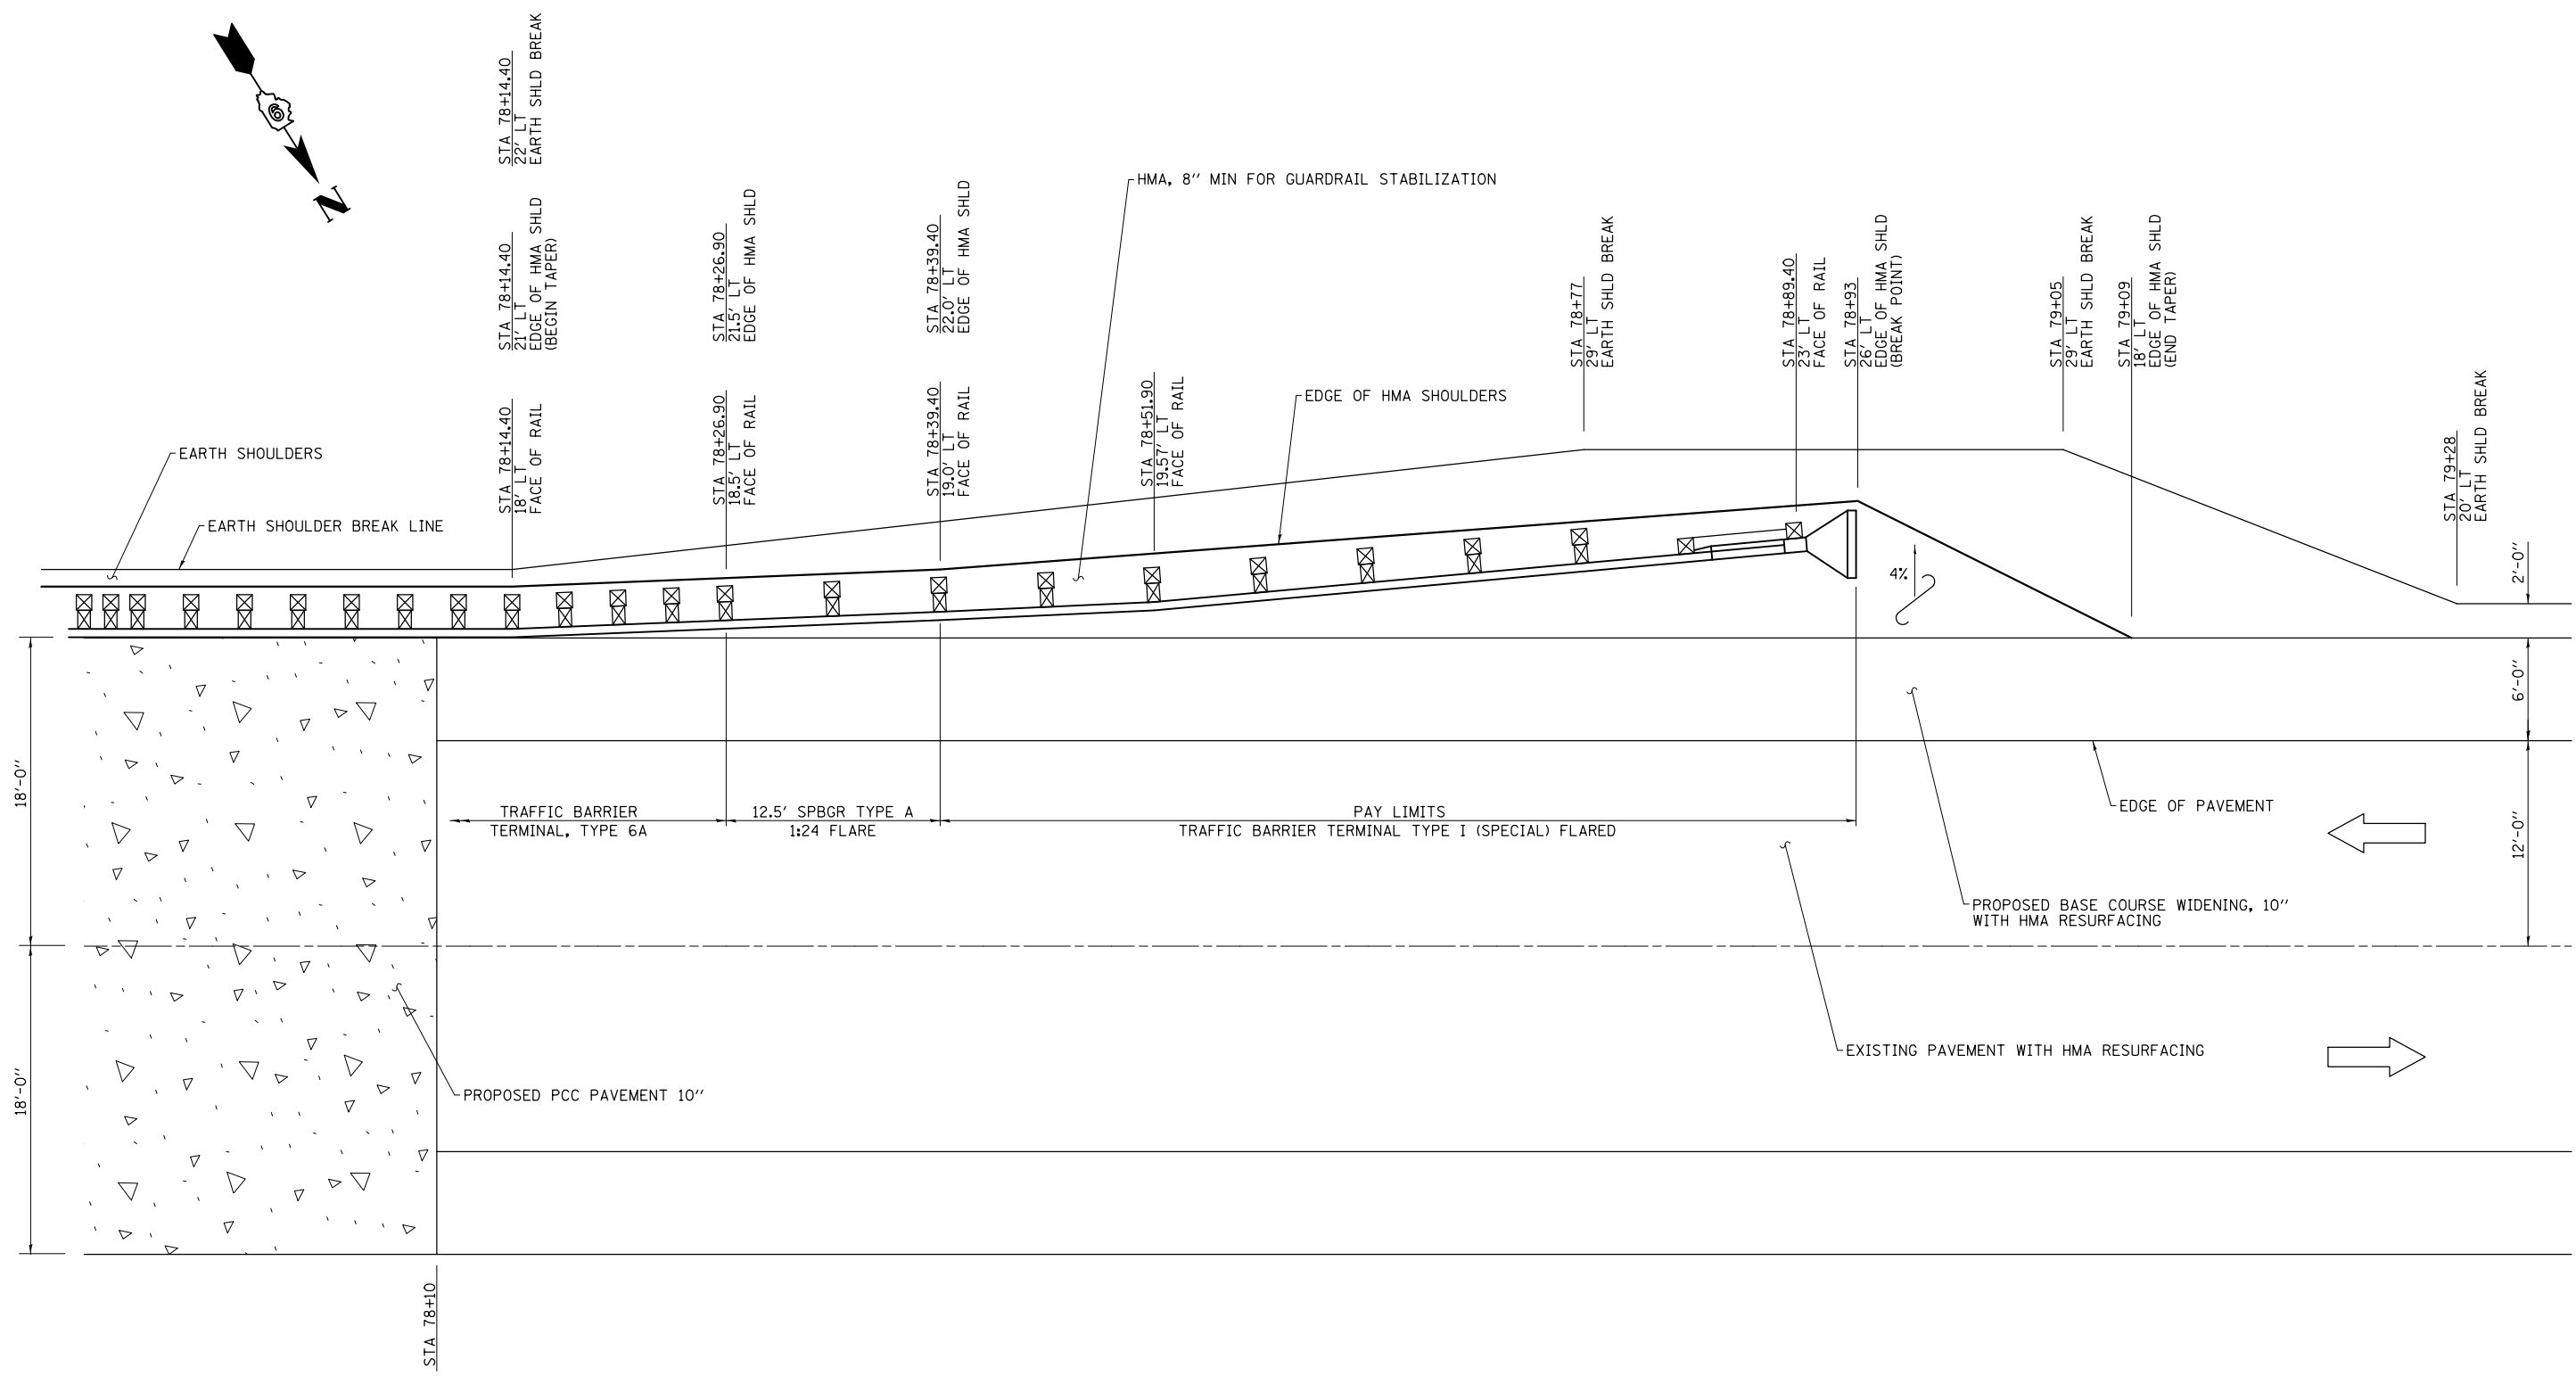 6
N
STA 78+14.40
22' LT
EARTH SHLD BREAK
STA 78+14.40
21' LT
EDGE OF HMA SHLD
(BEGIN TAPER)
STA 78+14.40
18' LT
FACE OF RAIL
STA 78+26.90
21.5' LT
EDGE OF HMA SHLD
STA 78+26.90
18.5' LT
FACE OF RAIL
STA 78+39.40
22.0' LT
EDGE OF HMA SHLD
STA 78+39.40
19.0' LT
FACE OF RAIL
HMA, 8'' MIN FOR GUARDRAIL STABILIZATION
STA 78+51.90
19.57' LT
FACE OF RAIL
EDGE OF HMA SHOULDERS
STA 78+77
29' LT
EARTH SHLD BREAK
STA 78+89.40
23' LT
FACE OF RAIL
STA 78+93
26' LT
EDGE OF HMA SHLD
(BREAK POINT)
STA 79+05
29' LT
EARTH SHLD BREAK
STA 79+09
18' LT
EDGE OF HMA SHLD
(END TAPER)
STA 79+28
20' LT
EARTH SHLD BREAK
EARTH SHOULDERS
EARTH SHOULDER BREAK LINE
4%
2'-0''
6'-0''
12'-0''
18'-0''
18'-0''
TRAFFIC BARRIER
TERMINAL, TYPE 6A
12.5' SPBGR TYPE A
1:24 FLARE
PAY LIMITS
TRAFFIC BARRIER TERMINAL TYPE I (SPECIAL) FLARED
EDGE OF PAVEMENT
PROPOSED BASE COURSE WIDENING, 10''
WITH HMA RESURFACING
EXISTING PAVEMENT WITH HMA RESURFACING
PROPOSED PCC PAVEMENT 10''
STA 78+10